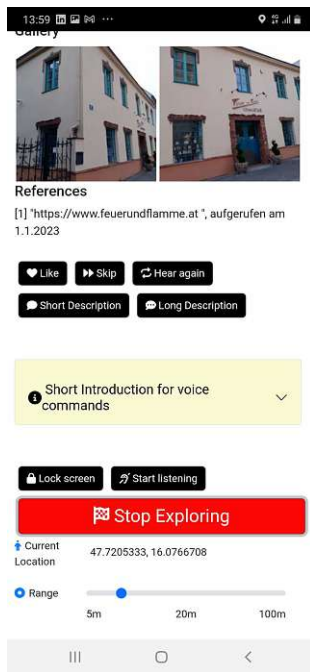 13:59
Gallery
References
[1] "https://www.feuerundflamme.at ", aufgerufen am
1.1.2023
Like
Skip
Hear again
Short Description
Long Description
Short Introduction for voice
commands
Lock screen
Start listening
Stop Exploring
Current
Location
47.7205333, 16.0766708
Range
5m
20m
100m